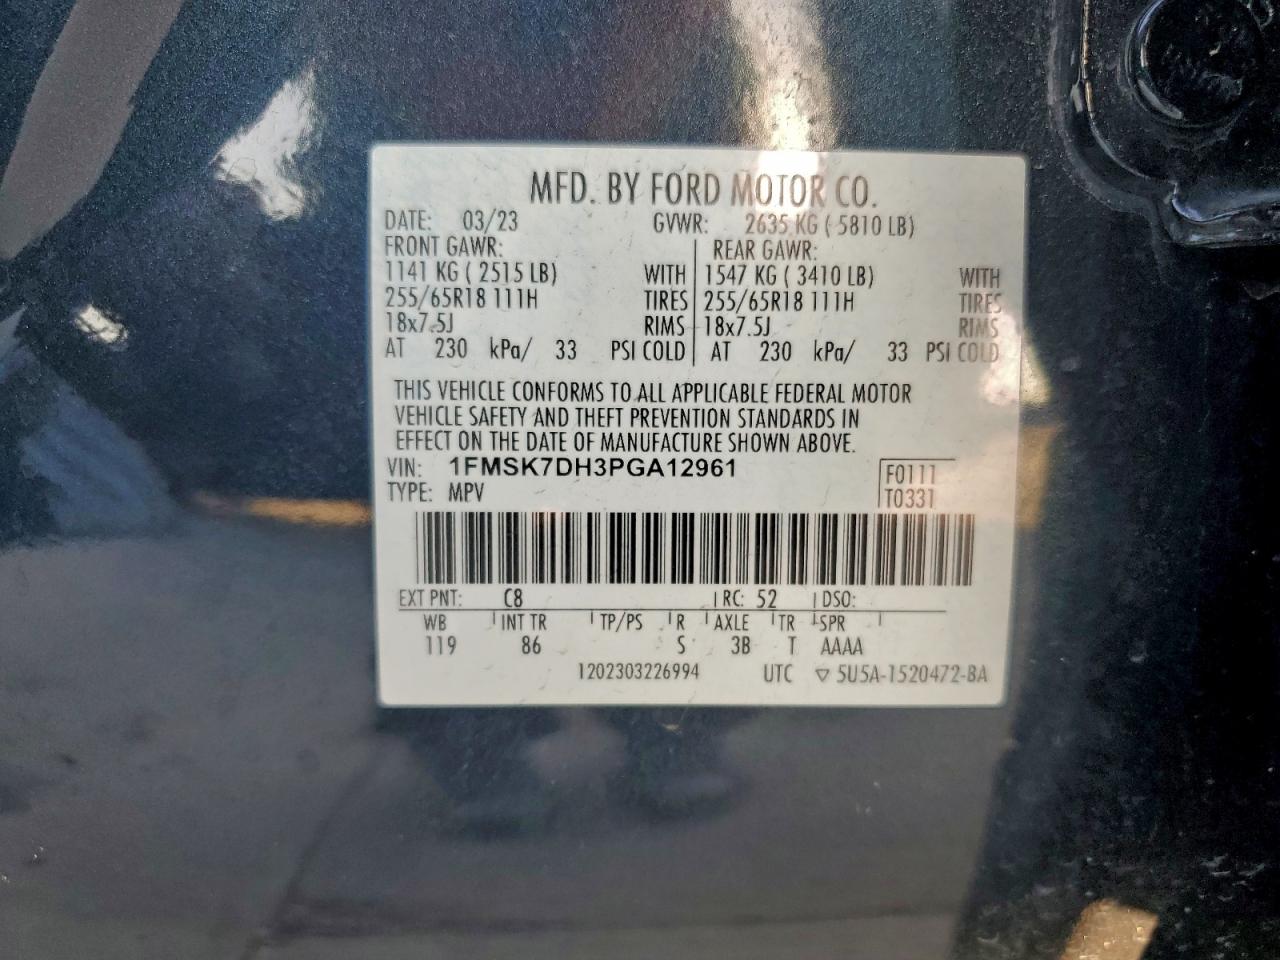 MFD. BY FORD MOTOR CO.
DATE: 03/23 GVWR: 2635 KG ( 5810 LB)
FRONT GAWR: REAR GAWR:
1141 KG ( 2515 LB) WITH 1547 KG ( 3410 LB) WITH
255/65R18 111H TIRES 255/65R18 111H TIRES
18x7.5J RIMS 18x7.5J RIMS
AT 230 kPa/ 33 PSI COLD AT 230 kPa/ 33 PSI COLD
THIS VEHICLE CONFORMS TO ALL APPLICABLE FEDERAL MOTOR
VEHICLE SAFETY AND THEFT PREVENTION STANDARDS IN
EFFECT ON THE DATE OF MANUFACTURE SHOWN ABOVE.
VIN: 1FMSK7DH3PGA12961 F0111
TYPE: MPV T0331
EXT PNT: C8 RC: 52 DSO:
WB INT TR TP/PS R AXLE TR SPR
119 86 S 3B T AAAA
1202303226994 UTC ▽ 5U5A-1520472-BA